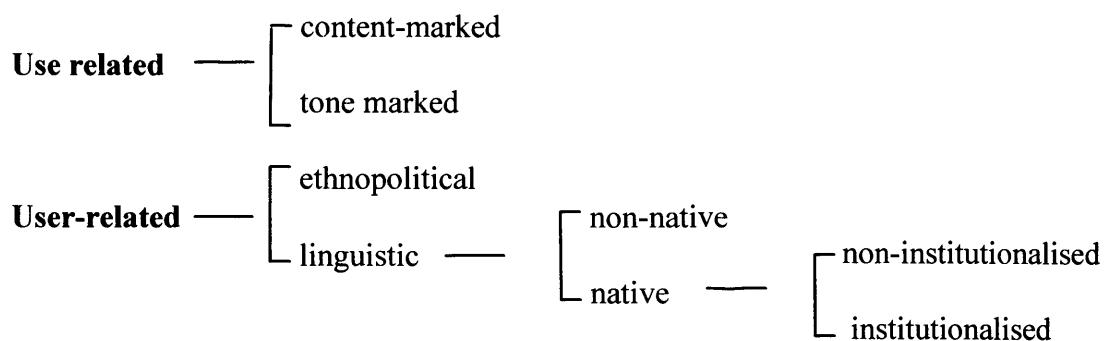 Use related
content-marked
tone marked
User-related
ethnopolitical
linguistic
non-native
native
non-institutionalised
institutionalised